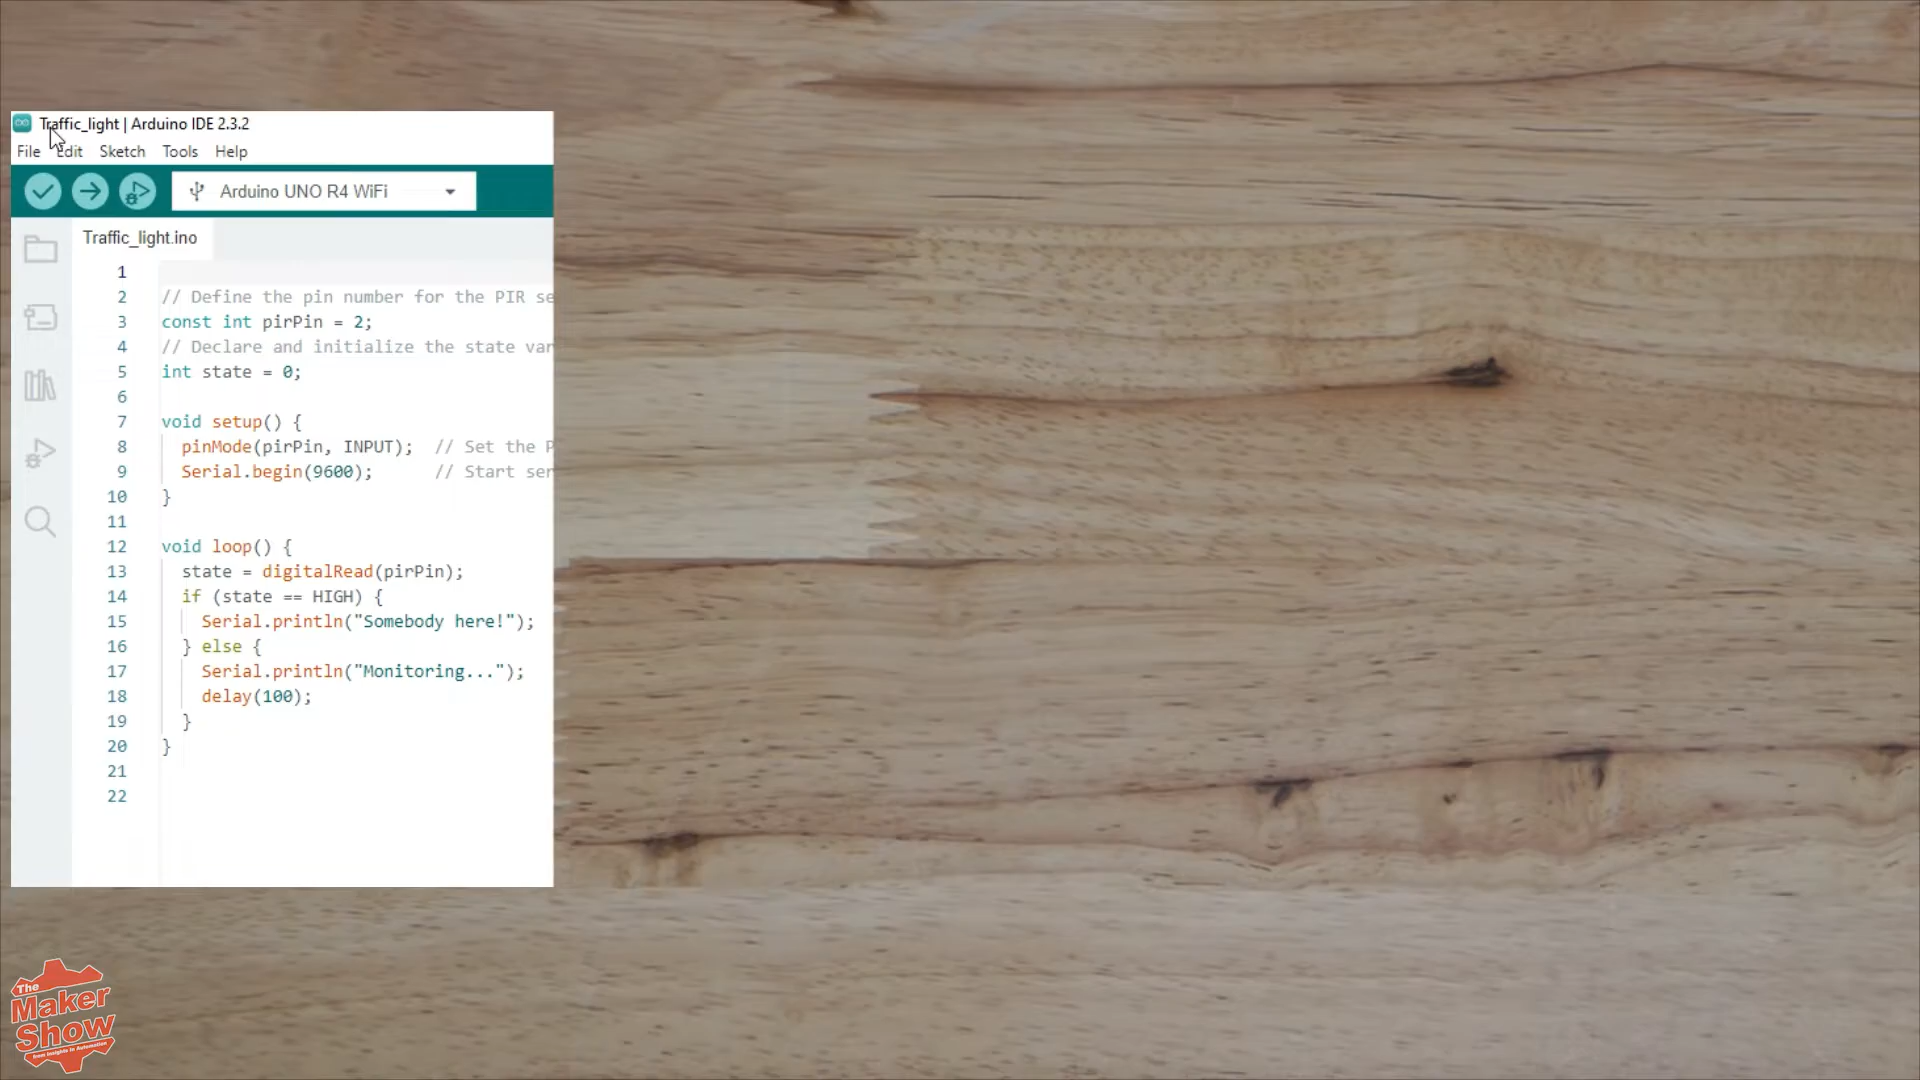 Traffic_light | Arduino IDE 2.3.2
File Edit Sketch Tools Help
Arduino UNO R4 WiFi
Traffic_light.ino
1
2 // Define the pin number for the PIR se
3 const int pirPin = 2;
4 // Declare and initialize the state var
5 int state = 0;
6
7 void setup() {
8 pinMode(pirPin, INPUT); // Set the P
9 Serial.begin(9600); // Start ser
10 }
11
12 void loop() {
13 state = digitalRead(pirPin);
14 if (state == HIGH) {
15 Serial.println("Somebody here!");
16 } else {
17 Serial.println("Monitoring...");
18 delay(100);
19 }
20 }
21
22
The
Maker
Show
from Insights to Automation